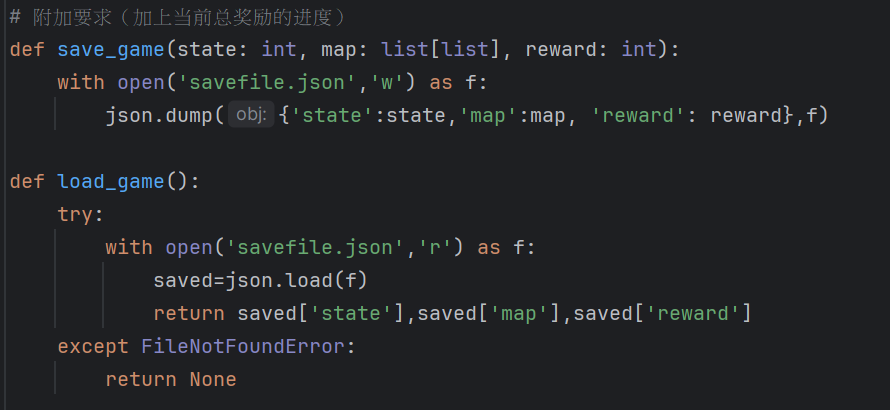 # 附加要求（加上当前总奖励的进度）
def save_game(state: int, map: list[list], reward: int):
    with open('savefile.json','w') as f:
        json.dump( obj: {'state':state,'map':map, 'reward': reward},f)
def load_game():
    try:
        with open('savefile.json','r') as f:
            saved=json.load(f)
            return saved['state'],saved['map'],saved['reward']
    except FileNotFoundError:
        return None